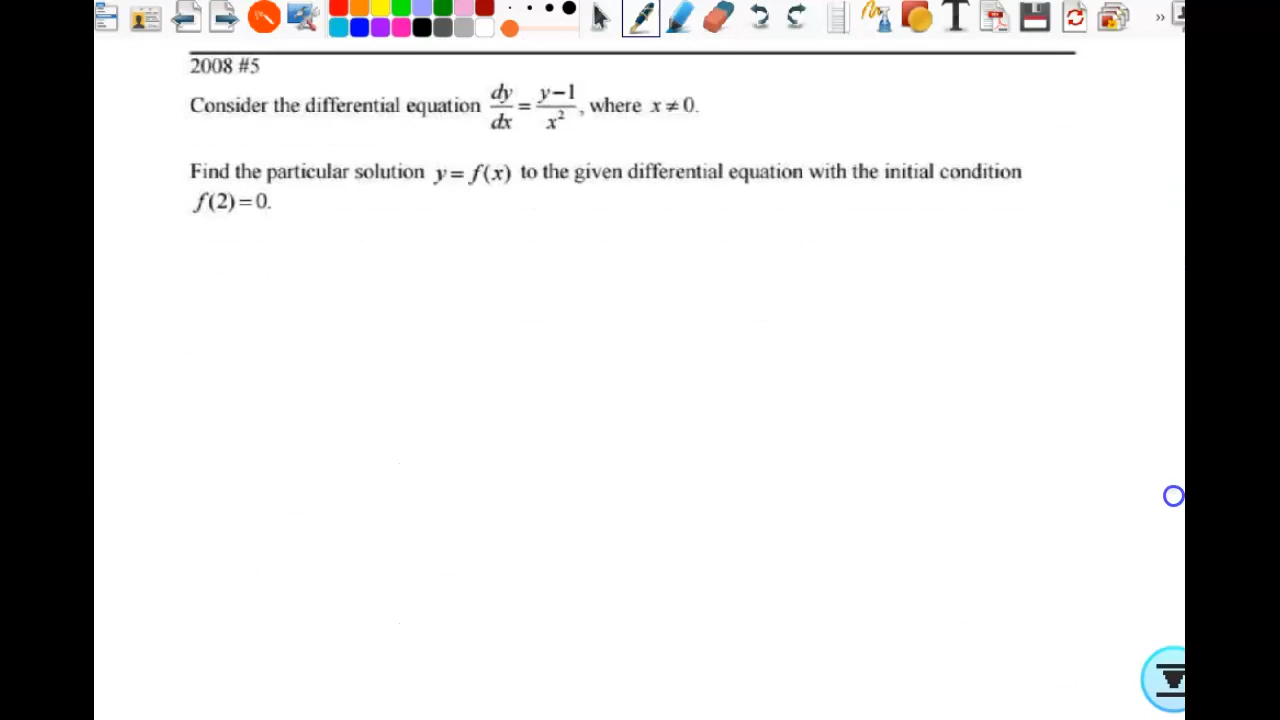 2008 #5
Consider the differential equation dy/dx = y−1/x², where x ≠ 0.
Find the particular solution y = f(x) to the given differential equation with the initial condition
f(2) = 0.